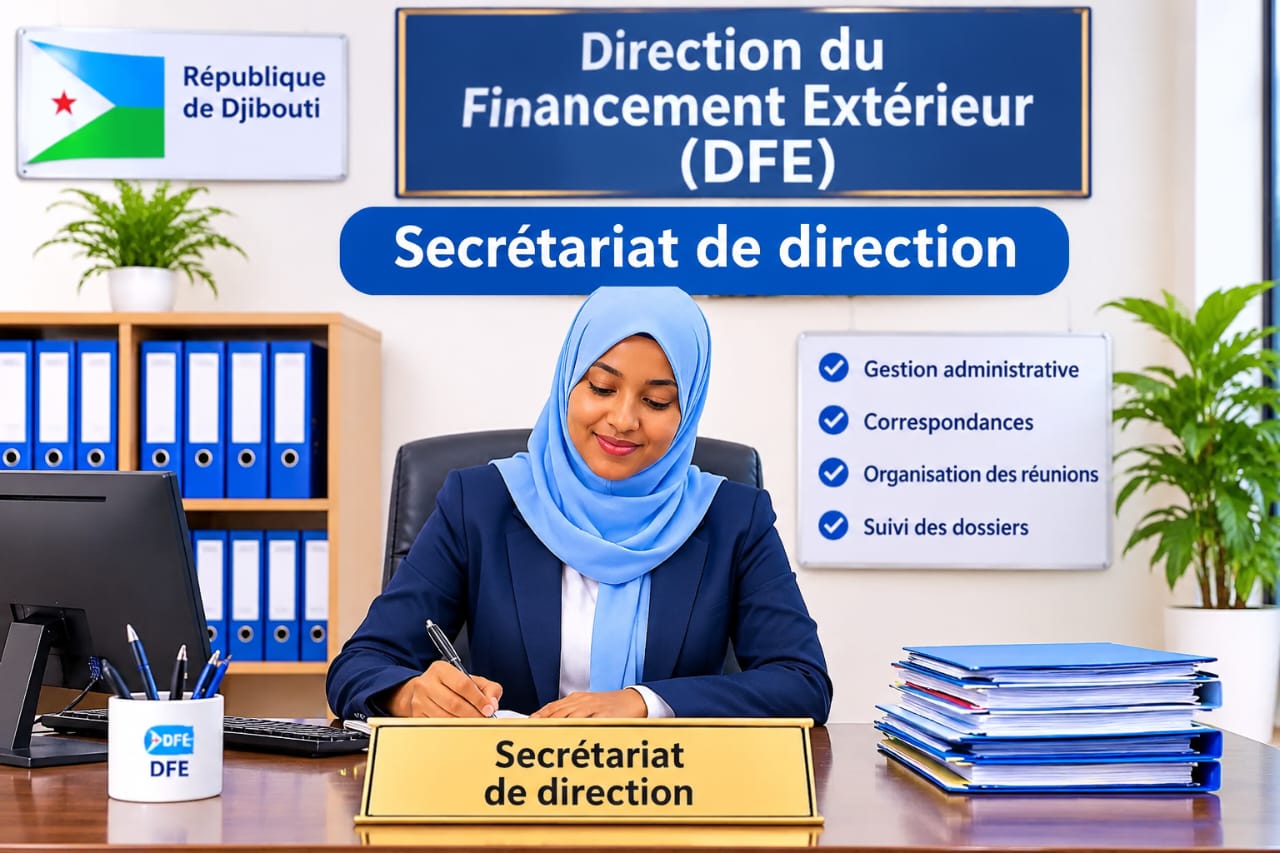 République
de Djibouti
Direction du
Financement Extérieur
(DFE)
Secrétariat de direction
Gestion administrative
Correspondances
Organisation des réunions
Suivi des dossiers
DFE
DFE
Secrétariat
de direction